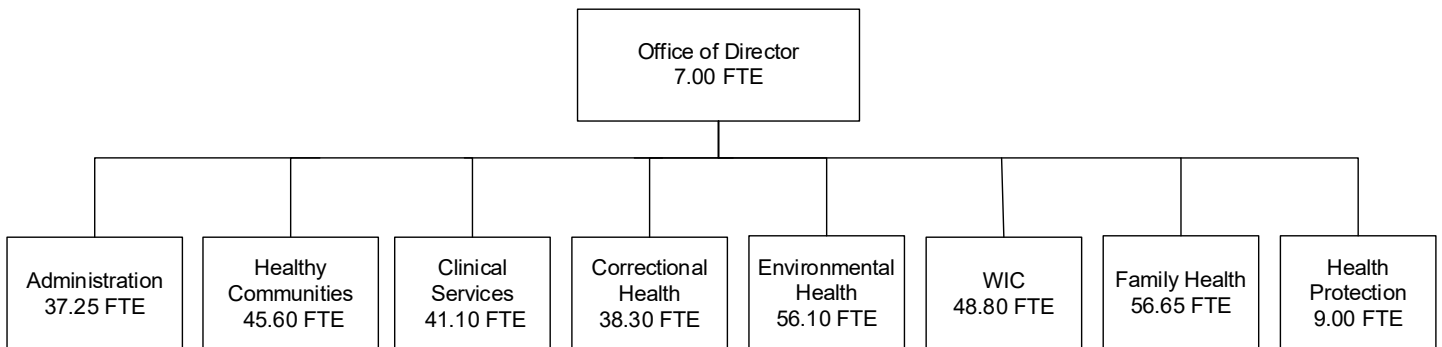 Office of Director
7.00 FTE
Administration
37.25 FTE
Healthy
Communities
45.60 FTE
Clinical
Services
41.10 FTE
Correctional
Health
38.30 FTE
Environmental
Health
56.10 FTE
WIC
48.80 FTE
Family Health
56.65 FTE
Health
Protection
9.00 FTE